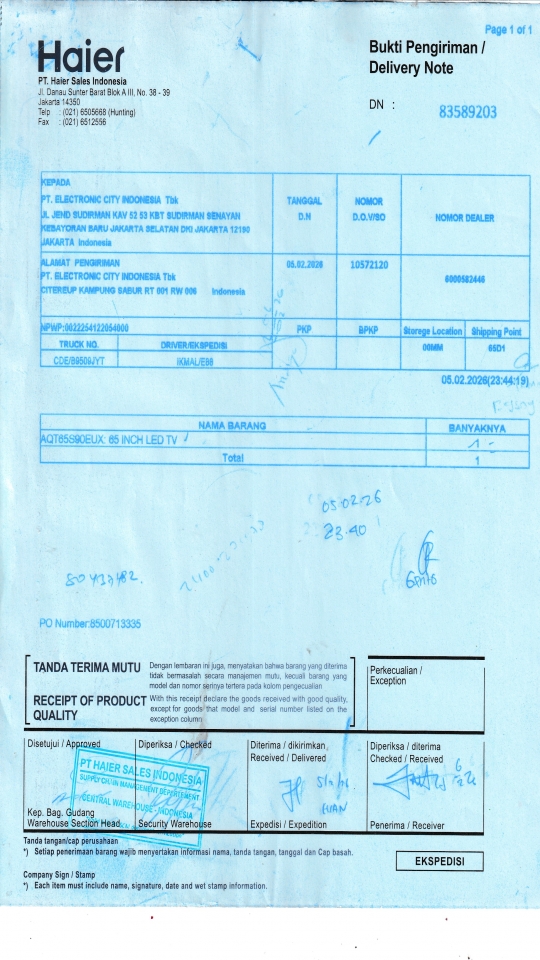 Page 1 of 1
Haier
PT. Haier Sales Indonesia
Jl. Danau Sunter Barat Blok A III, No. 38 - 39
Jakarta 14350
Telp : (021) 6505668 (Hunting)
Fax : (021) 6512556
Bukti Pengiriman /
Delivery Note
DN : 83589203
KEPADA
PT. ELECTRONIC CITY INDONESIA Tbk
JL JEND SUDIRMAN KAV 52 53 KBT SUDIRMAN SENAYAN
KEBAYORAN BARU JAKARTA SELATAN DKI JAKARTA 12190
JAKARTA Indonesia
TANGGAL D.N
NOMOR D.O.V/SO
NOMOR DEALER
ALAMAT PENGIRIMAN
PT. ELECTRONIC CITY INDONESIA Tbk
CITEREUP KAMPUNG SABUR RT 001 RW 006 Indonesia
05.02.2026
10572120
6000582446
NPWP:0022254122054000
PKP
BPKP
Storege Location
Shipping Point
TRUCK NO.
DRIVER/EKSPEDISI
00MM
65D1
CDE/B9509JYT
IKMAL/E86
05.02.2026(23:44:19)
NAMA BARANG
BANYAKNYA
AQT65S90EUX: 65 INCH LED TV
1 -
Total
1
05.02.26
23.40
80437482.
PO Number:8500713335
TANDA TERIMA MUTU
Dengan lembaran ini juga, menyatakan bahwa barang yang diterima
tidak bermasalah secara manajemen mutu, kecuali barang yang
model dan nomor serinya tertera pada kolom pengecualian
RECEIPT OF PRODUCT
QUALITY
With this receipt declare the goods received with good quality,
except for goods that model and serial number listed on the
exception column
Perkecualian /
Exception
Disetujui / Approved
Diperiksa / Checked
Diterima / dikirimkan
Received / Delivered
Diperiksa / diterima
Checked / Received
PT HAIER SALES INDONESIA
SUPPLY CHAIN MANAGEMENT DEPARTEMENT
CENTRAL WAREHOUSE - INDONESIA
Kep. Bag. Gudang
Warehouse Section Head
Security Warehouse
Expedisi / Expedition
Penerima / Receiver
Tanda tangan/cap perusahaan
*) Setiap penerimaan barang wajib menyertakan informasi nama, tanda tangan, tanggal dan Cap basah.
EKSPEDISI
Company Sign / Stamp
*) Each item must include name, signature, date and wet stamp information.